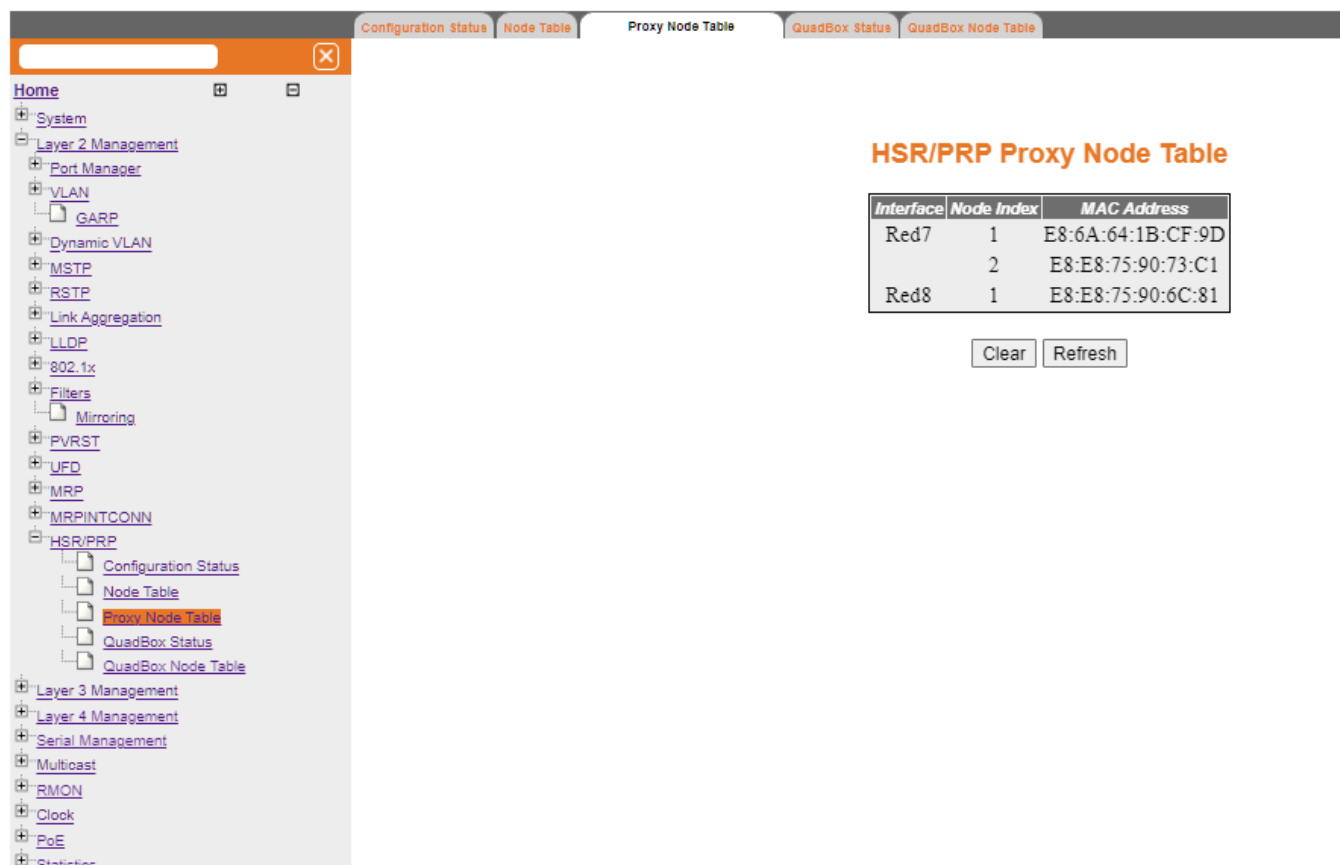 Configuration Status Node Table Proxy Node Table QuadBox Status QuadBox Node Table
Home
System
Layer 2 Management
Port Manager
VLAN
GARP
Dynamic VLAN
MSTP
RSTP
Link Aggregation
LLDP
802.1x
Filters
Mirroring
PVRST
UFD
MRP
MRPINTCONN
HSR/PRP
Configuration Status
Node Table
Proxy Node Table
QuadBox Status
QuadBox Node Table
Layer 3 Management
Layer 4 Management
Serial Management
Multicast
RMON
Clock
PoE
Statistics
HSR/PRP Proxy Node Table
Interface Node Index MAC Address
Red7 1 E8:6A:64:1B:CF:9D
2 E8:E8:75:90:73:C1
Red8 1 E8:E8:75:90:6C:81
Clear Refresh